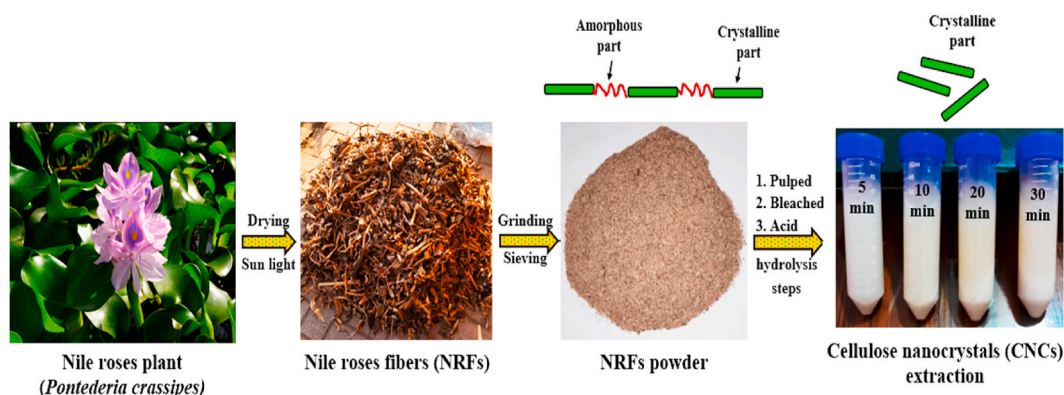 Amorphous
part
Crystalline
part
Crystalline
part
Drying
Sun light
Grinding
Sieving
1. Pulped
2. Bleached
3. Acid
hydrolysis
steps
5
min
10
min
20
min
30
min
Nile roses plant
(Pontederia crassipes)
Nile roses fibers (NRFs)
NRFs powder
Cellulose nanocrystals (CNCs)
extraction